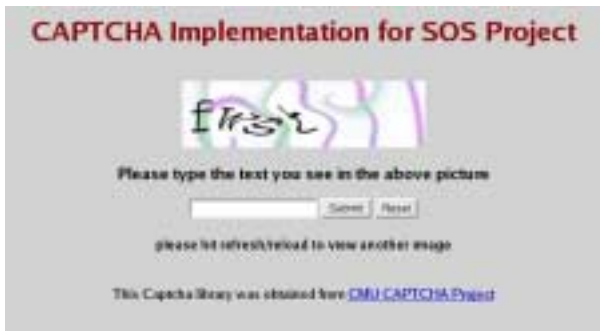 CAPTCHA Implementation for SOS Project
Please type the text you see in the above picture
Submit Reset
please hit refresh/reload to view another image
This Captcha library was obtained from CMU CAPTCHA Project